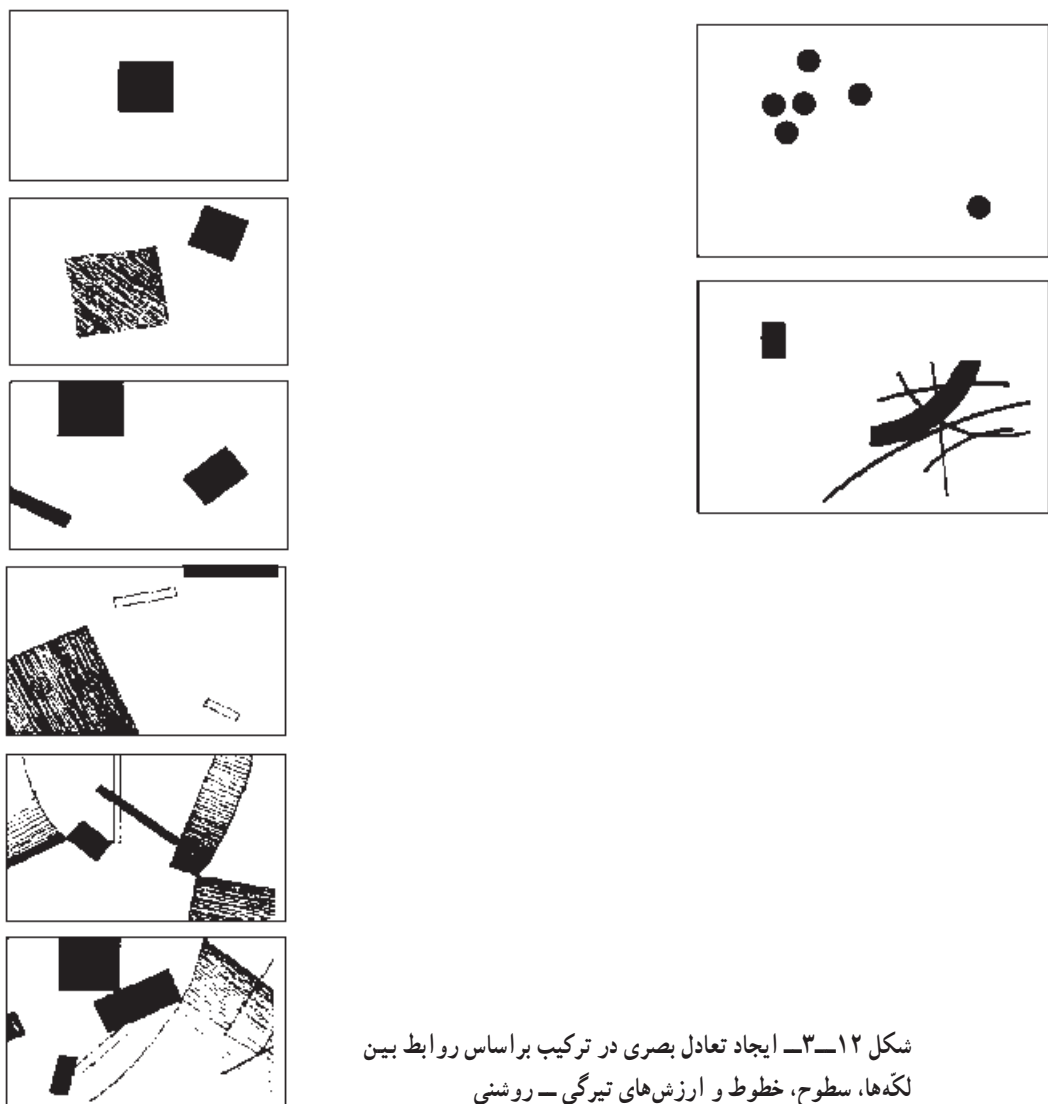 شکل ۱۲ــ۳ــ ایجاد تعادل بصری در ترکیب براساس روابط بین
لکّه‌ها، سطوح، خطوط و ارزش‌های تیرگی ــ روشنی